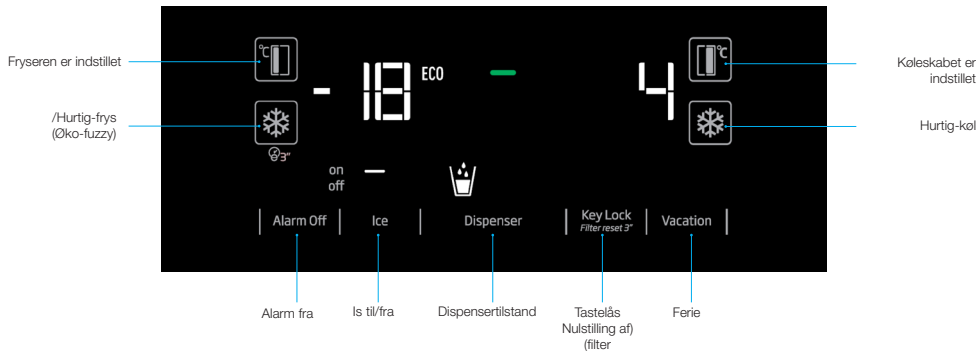 Fryseren er indstillet
/Hurtig-frys
(Øko-fuzzy)
°C
-18
ECO
4
°C
Køleskabet er
indstillet
Hurtig-køl
3"
on
off
Alarm Off
Ice
Dispenser
Key Lock
Filter reset 3"
Vacation
Alarm fra
Is til/fra
Dispensertilstand
Tastelås
Nulstilling af)
(filter
Ferie